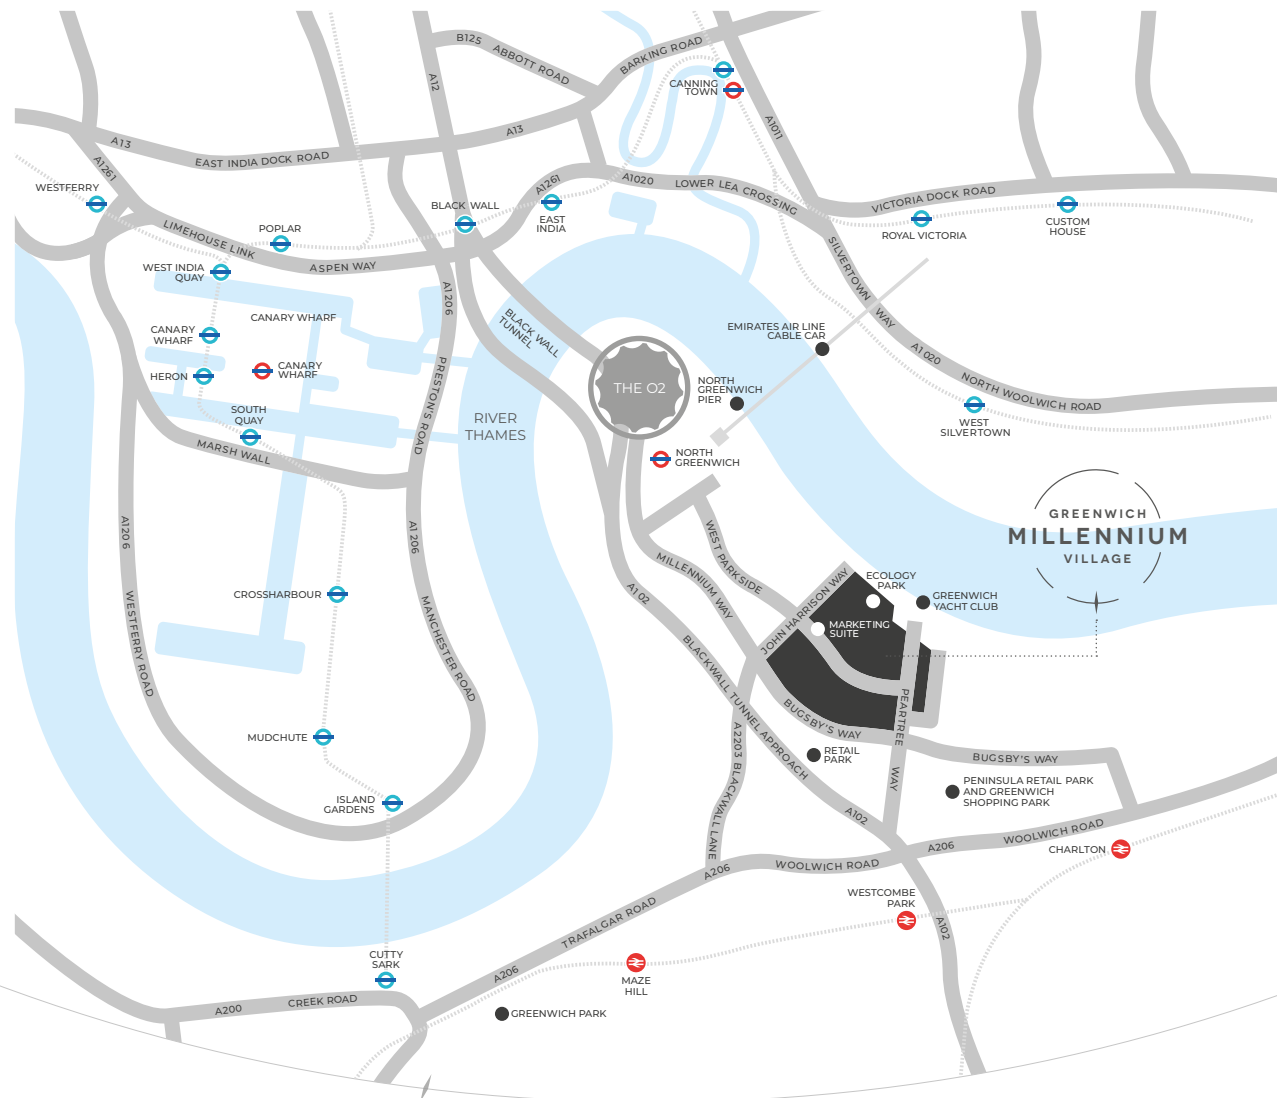 B125
ABBOTT ROAD
BARKING ROAD
A12
CANNING
TOWN
A1011
A13
A13
EAST INDIA DOCK ROAD
A1261
WESTFERRY
A1261
A1020
LOWER LEA CROSSING
VICTORIA DOCK ROAD
BLACK WALL
EAST
INDIA
ROYAL VICTORIA
CUSTOM
HOUSE
LIMEHOUSE LINK
POPLAR
ASPEN WAY
WEST INDIA
QUAY
SILVERTOWN
WAY
A1206
CANARY WHARF
BLACK WALL
TUNNEL
EMIRATES AIR LINE
CABLE CAR
CANARY
WHARF
A1020
HERON
CANARY
WHARF
PRESTON'S ROAD
THE O2
NORTH
GREENWICH
PIER
NORTH WOOLWICH ROAD
SOUTH
QUAY
RIVER
THAMES
WEST
SILVERTOWN
MARSH WALL
NORTH
GREENWICH
A1206
A1206
GREENWICH
MILLENNIUM
VILLAGE
WEST PARKSIDE
MILLENNIUM WAY
A102
JOHN HARRISON WAY
ECOLOGY
PARK
GREENWICH
YACHT CLUB
CROSSHARBOUR
MARKETING
SUITE
WESTFERRY ROAD
MANCHESTER ROAD
BLACKWALL TUNNEL APPROACH
BUGSBY'S WAY
PEARTREE
WAY
MUDCHUTE
A2203 BLACKWALL LANE
RETAIL
PARK
BUGSBY'S WAY
PENINSULA RETAIL PARK
AND GREENWICH
SHOPPING PARK
ISLAND
GARDENS
A102
A206
WOOLWICH ROAD
CHARLTON
A206
WOOLWICH ROAD
WESTCOMBE
PARK
A102
TRAFALGAR ROAD
A206
CUTTY
SARK
MAZE
HILL
A200
CREEK ROAD
GREENWICH PARK